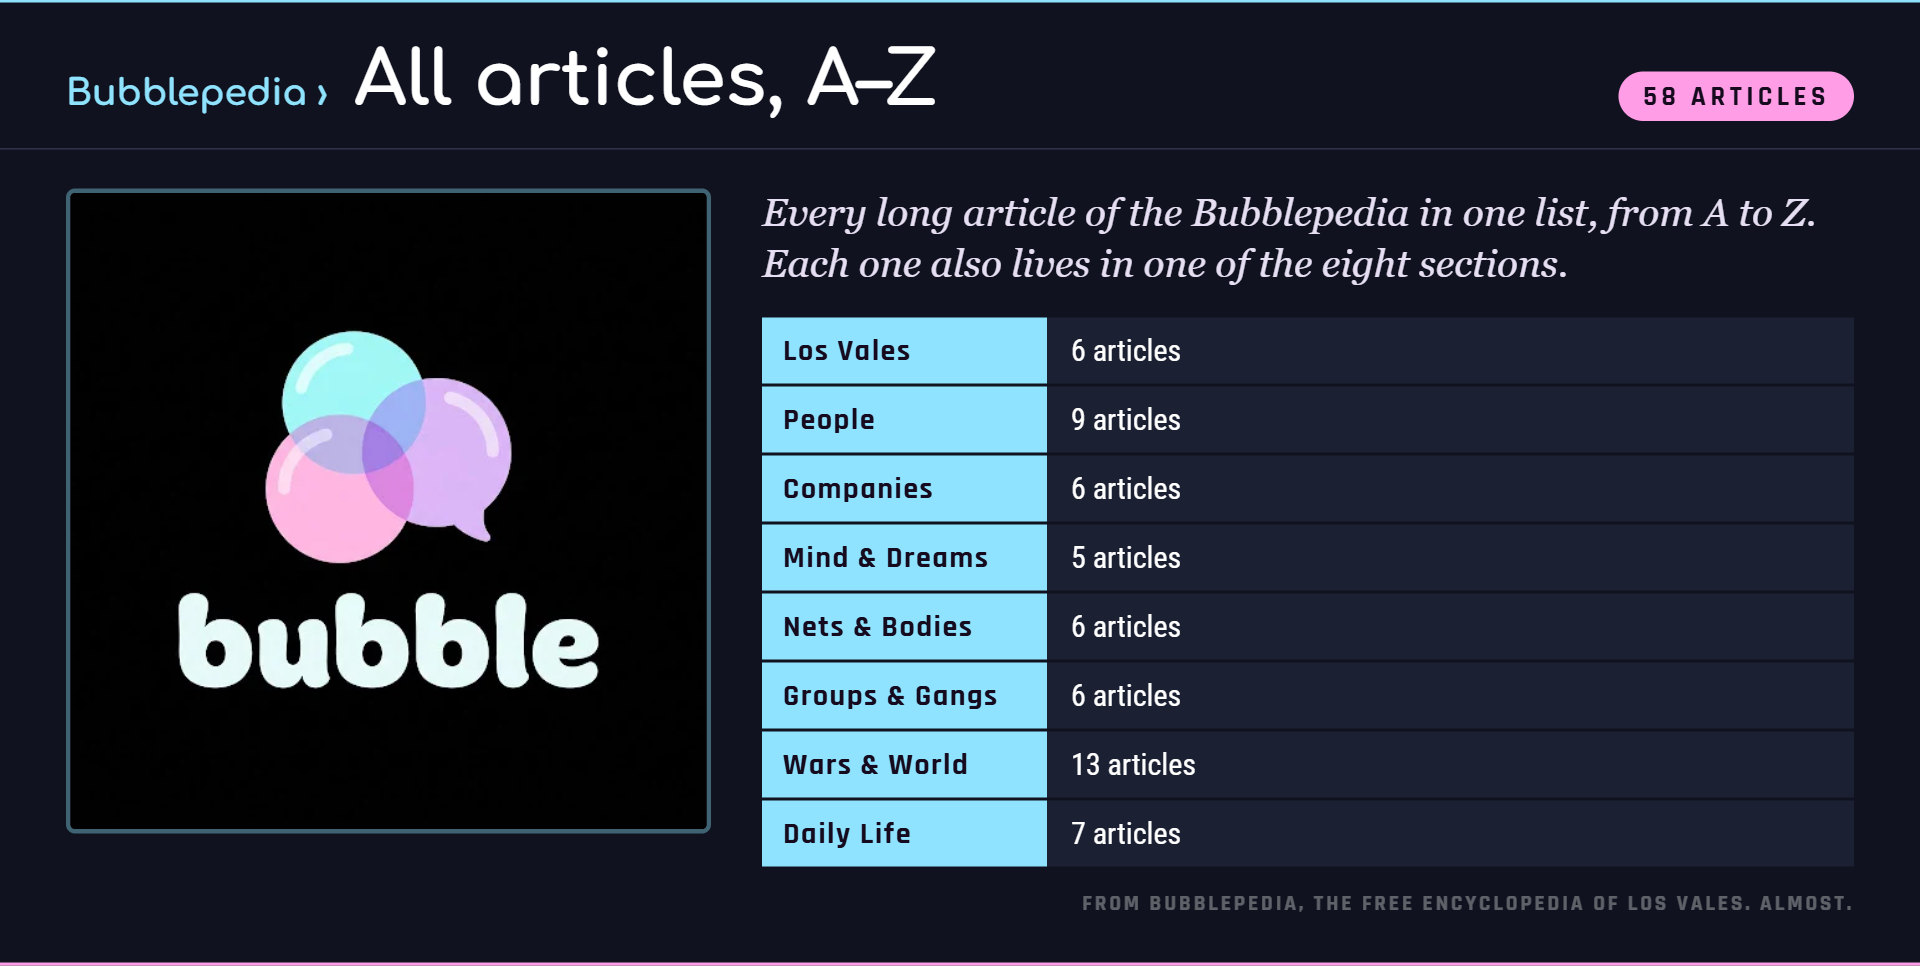 Bubblepedia › All articles, A–Z
58 ARTICLES
bubble
Every long article of the Bubblepedia in one list, from A to Z.
Each one also lives in one of the eight sections.
Los Vales 6 articles
People 9 articles
Companies 6 articles
Mind & Dreams 5 articles
Nets & Bodies 6 articles
Groups & Gangs 6 articles
Wars & World 13 articles
Daily Life 7 articles
FROM BUBBLEPEDIA, THE FREE ENCYCLOPEDIA OF LOS VALES. ALMOST.